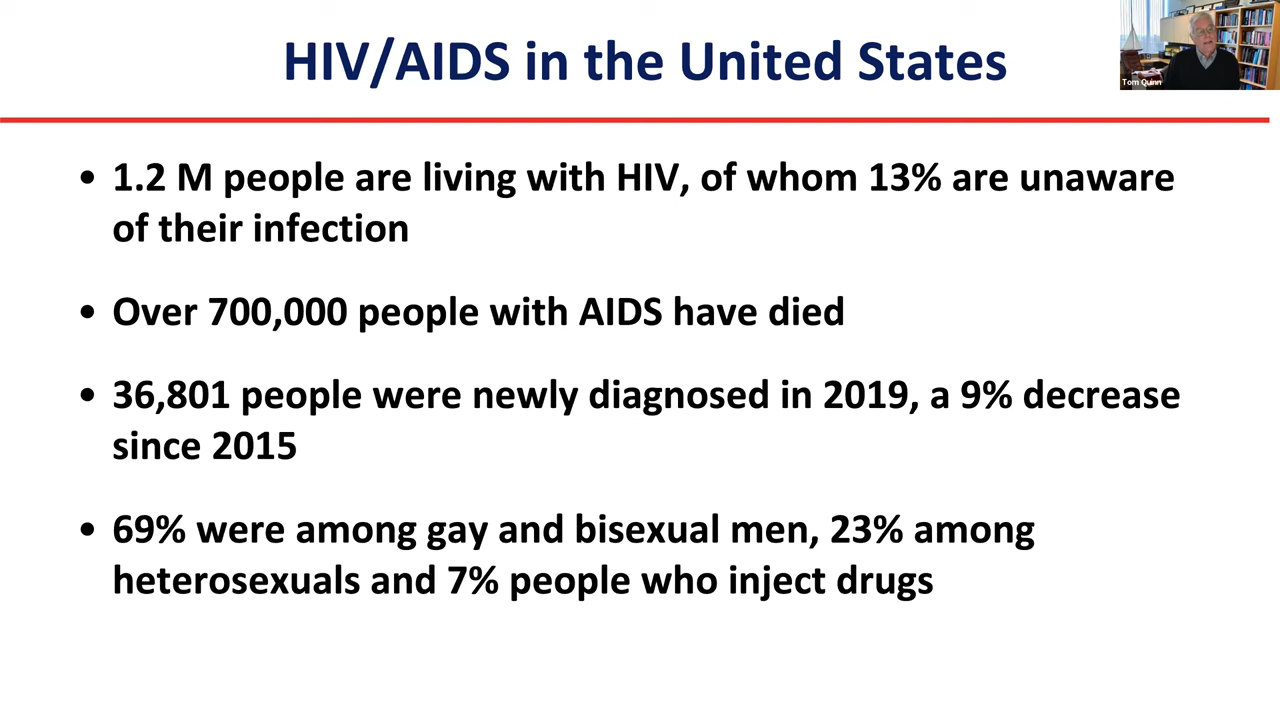 HIV/AIDS in the United States
Tom Quinn
• 1.2 M people are living with HIV, of whom 13% are unaware
of their infection
• Over 700,000 people with AIDS have died
• 36,801 people were newly diagnosed in 2019, a 9% decrease
since 2015
• 69% were among gay and bisexual men, 23% among
heterosexuals and 7% people who inject drugs